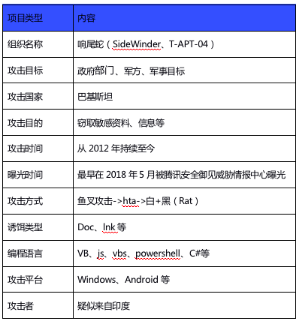 项目类型 内容
组织名称 响尾蛇（SideWinder、T-APT-04）
攻击目标 政府部门、军方、军事目标
攻击国家 巴基斯坦
攻击目的 窃取敏感资料、信息等
攻击时间 从 2012 年持续至今
曝光时间 最早在 2018 年 5 月被腾讯安全御见威胁情报中心曝光
攻击方式 鱼叉攻击->hta->白+黑（Rat）
诱饵类型 Doc、lnk 等
编程语言 VB、js、vbs、powershell、C#等
攻击平台 Windows、Android 等
攻击者 疑似来自印度